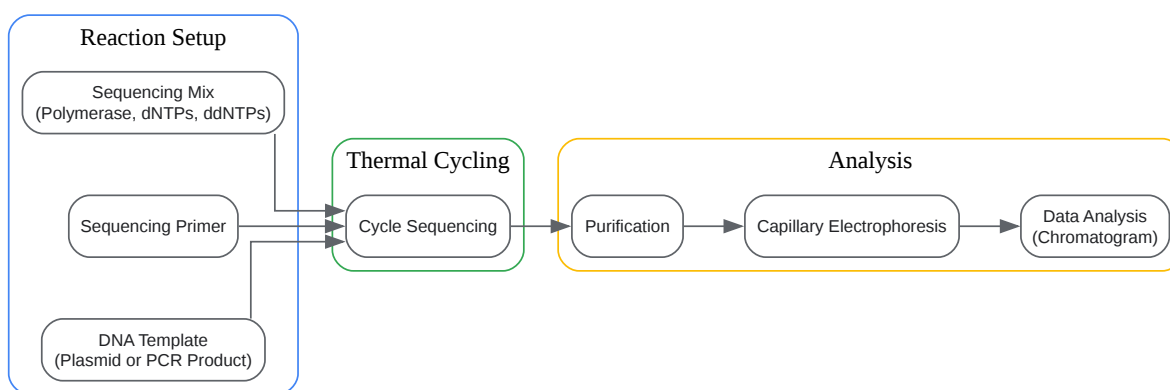 Reaction Setup
Sequencing Mix
(Polymerase, dNTPs, ddNTPs)
Sequencing Primer
DNA Template
(Plasmid or PCR Product)
Thermal Cycling
Cycle Sequencing
Analysis
Purification
Capillary Electrophoresis
Data Analysis
(Chromatogram)